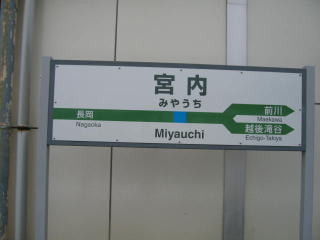 宮内
みやうち
長岡
Nagaoka
Miyauchi
前川
Maekawa
越後滝谷
Echigo-Takiya